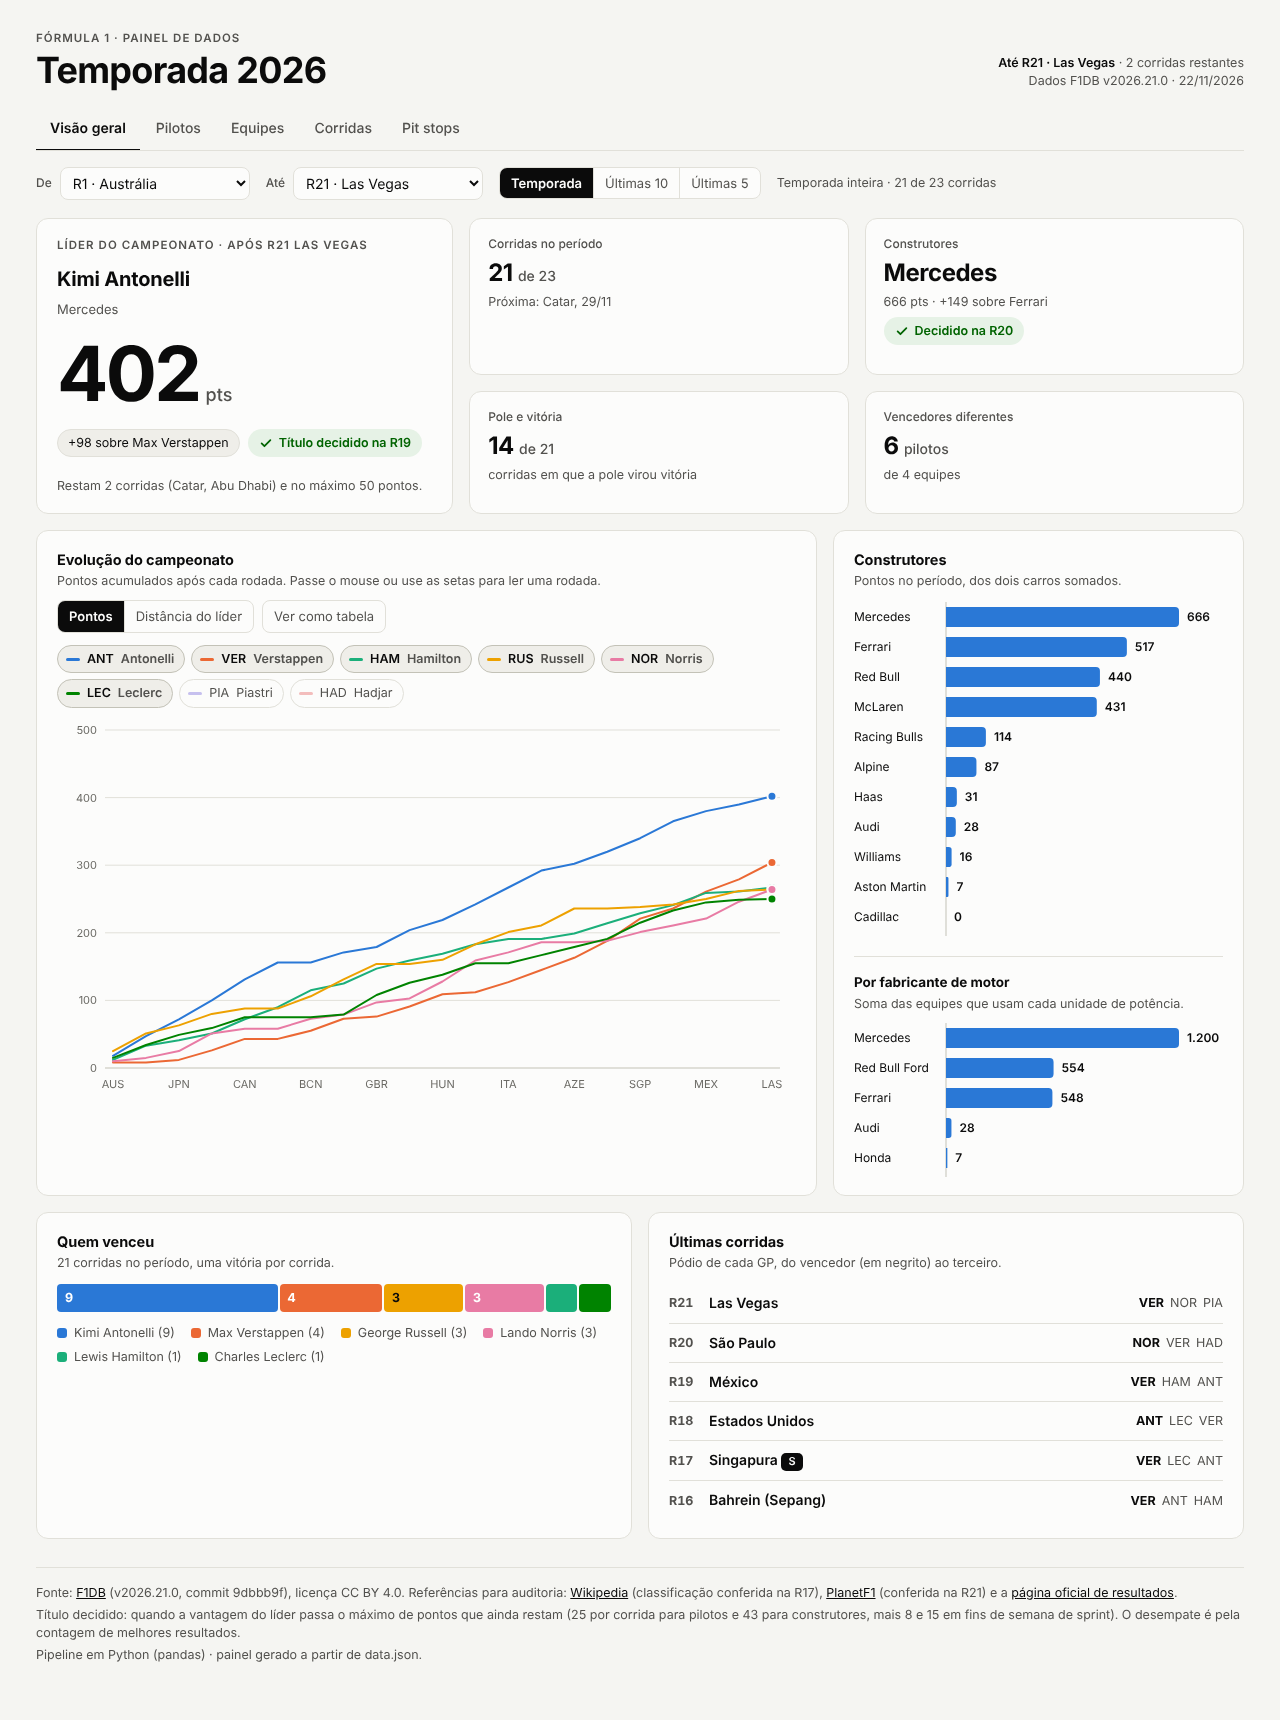 FÓRMULA 1 · PAINEL DE DADOS
Temporada 2026
Até R21 · Las Vegas · 2 corridas restantes
Dados F1DB v2026.21.0 · 22/11/2026
Visão geral Pilotos Equipes Corridas Pit stops
De R1 · Austrália Até R21 · Las Vegas Temporada Últimas 10 Últimas 5 Temporada inteira · 21 de 23 corridas
LÍDER DO CAMPEONATO · APÓS R21 LAS VEGAS
Kimi Antonelli
Mercedes
402 pts
+98 sobre Max Verstappen ✓ Título decidido na R19
Restam 2 corridas (Catar, Abu Dhabi) e no máximo 50 pontos.
Corridas no período
21 de 23
Próxima: Catar, 29/11
Construtores
Mercedes
666 pts · +149 sobre Ferrari
✓ Decidido na R20
Pole e vitória
14 de 21
corridas em que a pole virou vitória
Vencedores diferentes
6 pilotos
de 4 equipes
Evolução do campeonato
Pontos acumulados após cada rodada. Passe o mouse ou use as setas para ler uma rodada.
Pontos Distância do líder Ver como tabela
ANT Antonelli VER Verstappen HAM Hamilton RUS Russell NOR Norris
LEC Leclerc PIA Piastri HAD Hadjar
500
400
300
200
100
0
AUS JPN CAN BCN GBR HUN ITA AZE SGP MEX LAS
Construtores
Pontos no período, dos dois carros somados.
Mercedes 666
Ferrari 517
Red Bull 440
McLaren 431
Racing Bulls 114
Alpine 87
Haas 31
Audi 28
Williams 16
Aston Martin 7
Cadillac 0
Por fabricante de motor
Soma das equipes que usam cada unidade de potência.
Mercedes 1.200
Red Bull Ford 554
Ferrari 548
Audi 28
Honda 7
Quem venceu
21 corridas no período, uma vitória por corrida.
9 4 3 3
Kimi Antonelli (9) Max Verstappen (4) George Russell (3) Lando Norris (3)
Lewis Hamilton (1) Charles Leclerc (1)
Últimas corridas
Pódio de cada GP, do vencedor (em negrito) ao terceiro.
R21 Las Vegas VER NOR PIA
R20 São Paulo NOR VER HAD
R19 México VER HAM ANT
R18 Estados Unidos ANT LEC VER
R17 Singapura S VER LEC ANT
R16 Bahrein (Sepang) VER ANT HAM
Fonte: F1DB (v2026.21.0, commit 9dbbb9f), licença CC BY 4.0. Referências para auditoria: Wikipedia (classificação conferida na R17), PlanetF1 (conferida na R21) e a página oficial de resultados.
Título decidido: quando a vantagem do líder passa o máximo de pontos que ainda restam (25 por corrida para pilotos e 43 para construtores, mais 8 e 15 em fins de semana de sprint). O desempate é pela
contagem de melhores resultados.
Pipeline em Python (pandas) · painel gerado a partir de data.json.